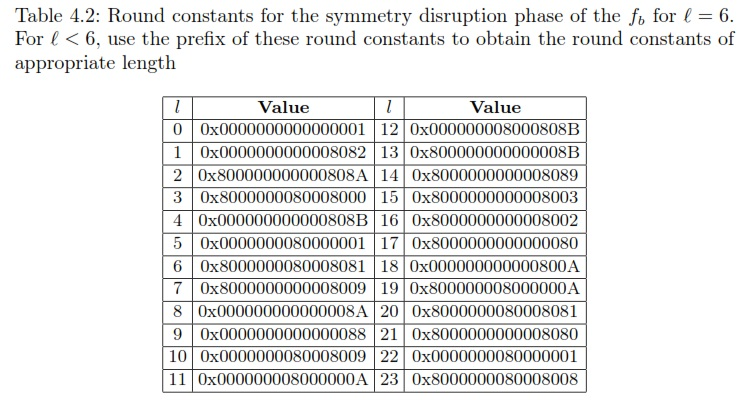 Table 4.2: Round constants for the symmetry disruption phase of the f_b for ℓ = 6.
For ℓ < 6, use the prefix of these round constants to obtain the round constants of
appropriate length
l Value l Value
0 0x0000000000000001 12 0x000000008000808B
1 0x0000000000008082 13 0x800000000000008B
2 0x800000000000808A 14 0x8000000000008089
3 0x8000000080008000 15 0x8000000000008003
4 0x000000000000808B 16 0x8000000000008002
5 0x0000000080000001 17 0x8000000000000080
6 0x8000000080008081 18 0x000000000000800A
7 0x8000000000008009 19 0x800000008000000A
8 0x000000000000008A 20 0x8000000080008081
9 0x0000000000000088 21 0x8000000000008080
10 0x0000000080008009 22 0x0000000080000001
11 0x000000008000000A 23 0x8000000080008008